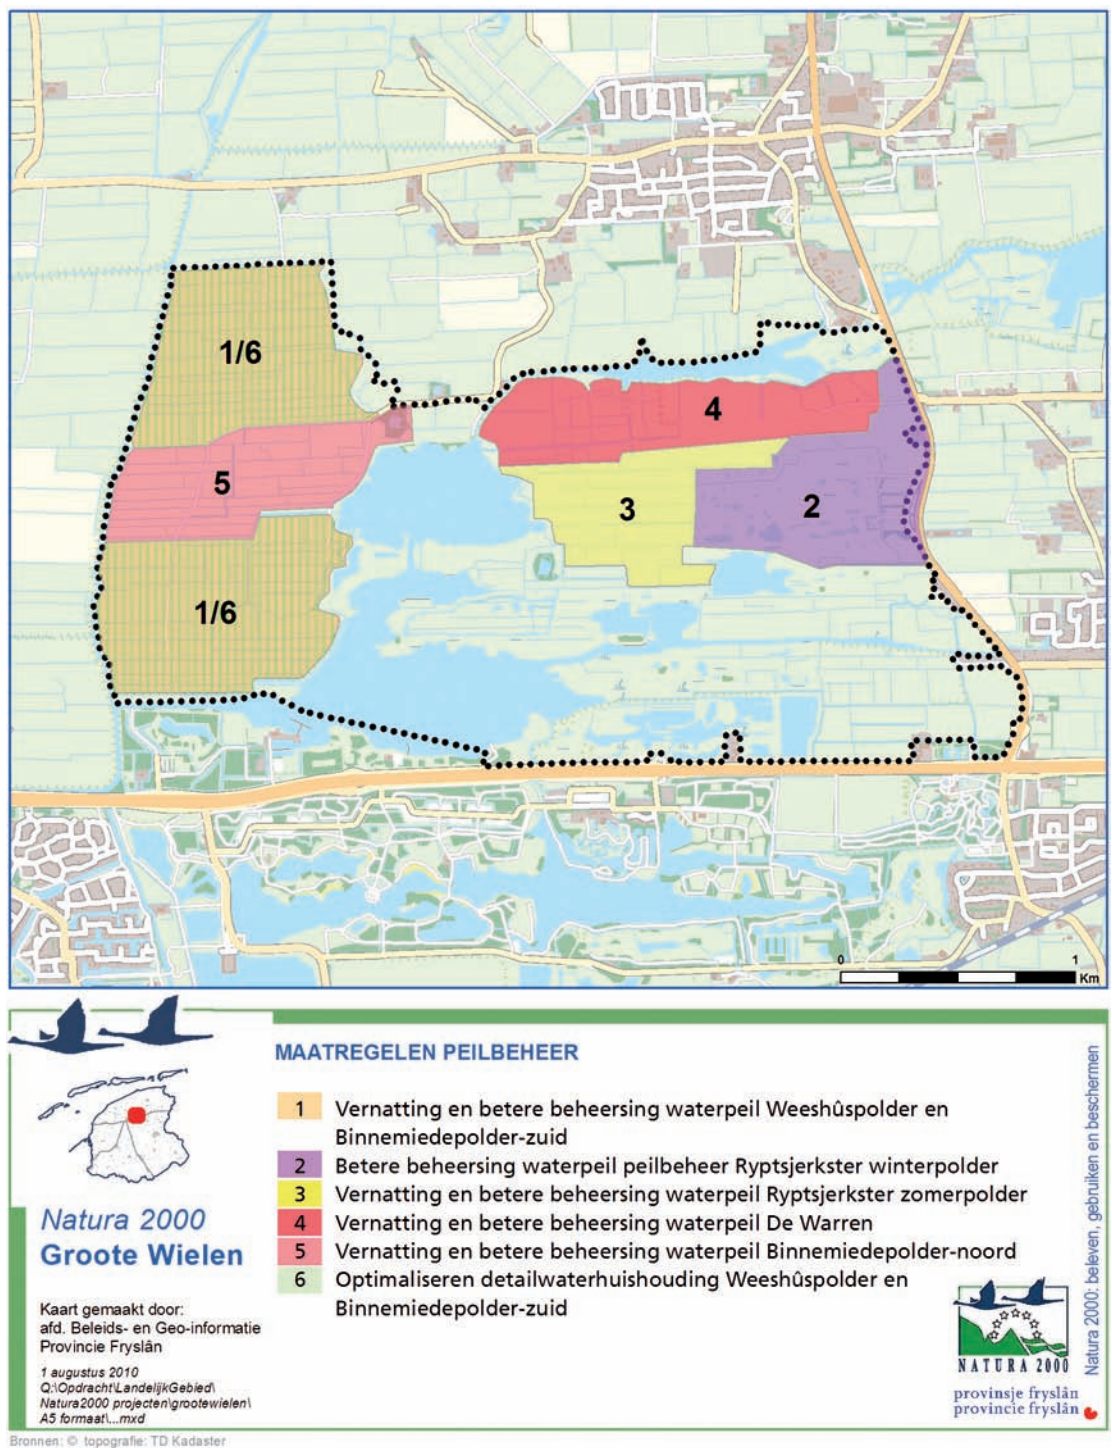 1/6
4
5
3
2
1/6
0
1
Km
MAATREGELEN PEILBEHEER
1 Vernatting en betere beheersing waterpeil Weeshûspolder en
Binnemiedepolder-zuid
2 Betere beheersing waterpeil peilbeheer Ryptsjerkster winterpolder
3 Vernatting en betere beheersing waterpeil Ryptsjerkster zomerpolder
4 Vernatting en betere beheersing waterpeil De Warren
5 Vernatting en betere beheersing waterpeil Binnemiedepolder-noord
6 Optimaliseren detailwaterhuishouding Weeshûspolder en
Binnemiedepolder-zuid
Natura 2000
Groote Wielen
Kaart gemaakt door:
afd. Beleids- en Geo-informatie
Provincie Fryslân
1 augustus 2010
Q:\Opdracht\LandelijkGebied\
Natura2000 projecten\grootewielen\
A5 formaat\...mxd
Natura 2000: beleven, gebruiken en beschermen
NATURA 2000
provinsje fryslân
provincie fryslân
Bronnen: © topografie: TD Kadaster